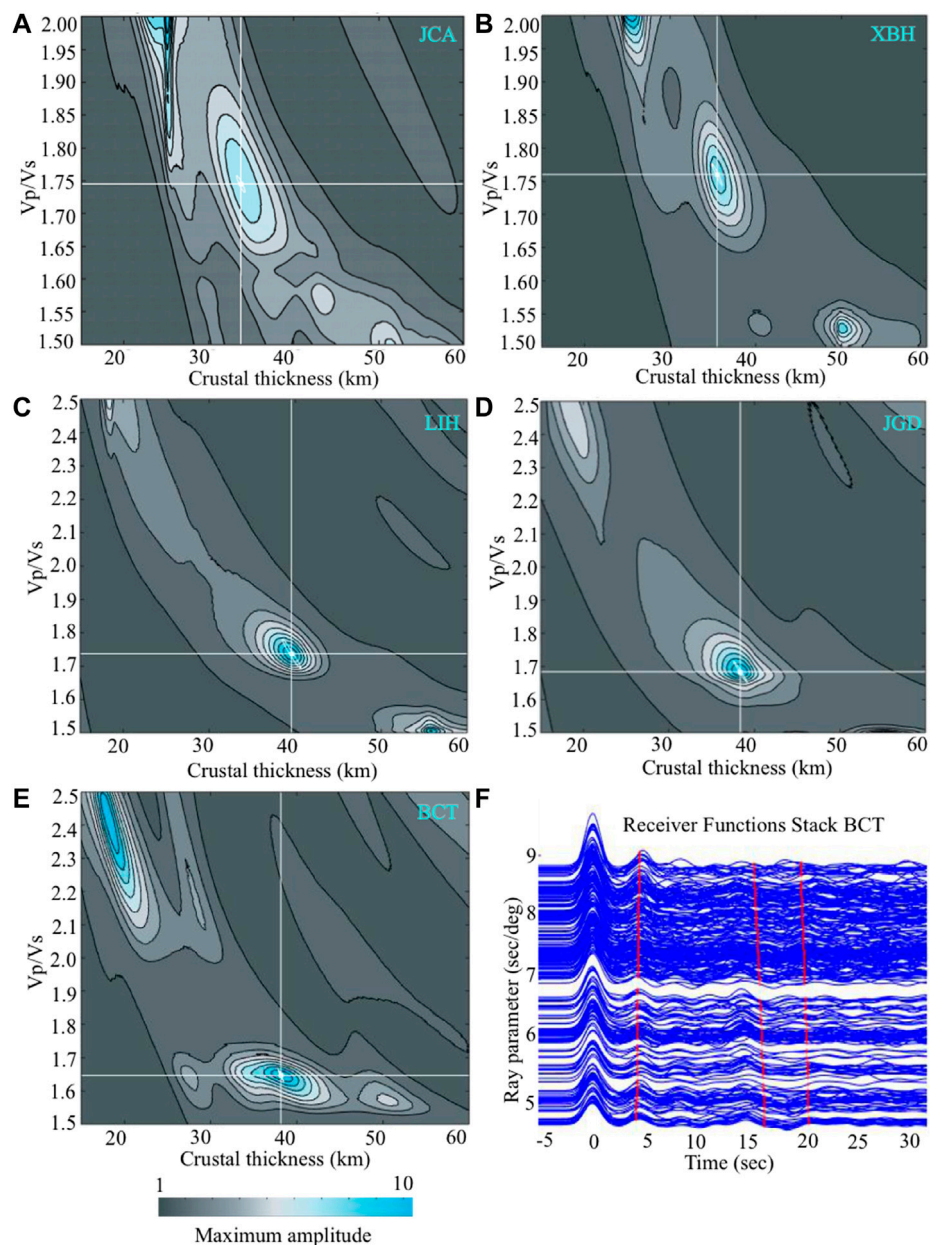 A
JCA
2.00
1.95
1.90
1.85
1.80
1.75
1.70
1.65
1.60
1.55
1.50
Vp/Vs
20 30 40 50 60
Crustal thickness (km)
B
XBH
2.00
1.95
1.90
1.85
1.80
1.75
1.70
1.65
1.60
1.55
1.50
Vp/Vs
20 30 40 50 60
Crustal thickness (km)
C
LIH
2.5
2.4
2.3
2.2
2.1
2.0
1.9
1.8
1.7
1.6
1.5
Vp/Vs
20 30 40 50 60
Crustal thickness (km)
D
JGD
2.5
2.4
2.3
2.2
2.1
2.0
1.9
1.8
1.7
1.6
1.5
Vp/Vs
20 30 40 50 60
Crustal thickness (km)
E
BCT
2.5
2.4
2.3
2.2
2.1
2.0
1.9
1.8
1.7
1.6
1.5
Vp/Vs
20 30 40 50 60
Crustal thickness (km)
1 10
Maximum amplitude
F
Receiver Functions Stack BCT
9
8
7
6
5
Ray parameter (sec/deg)
-5 0 5 10 15 20 25 30
Time (sec)